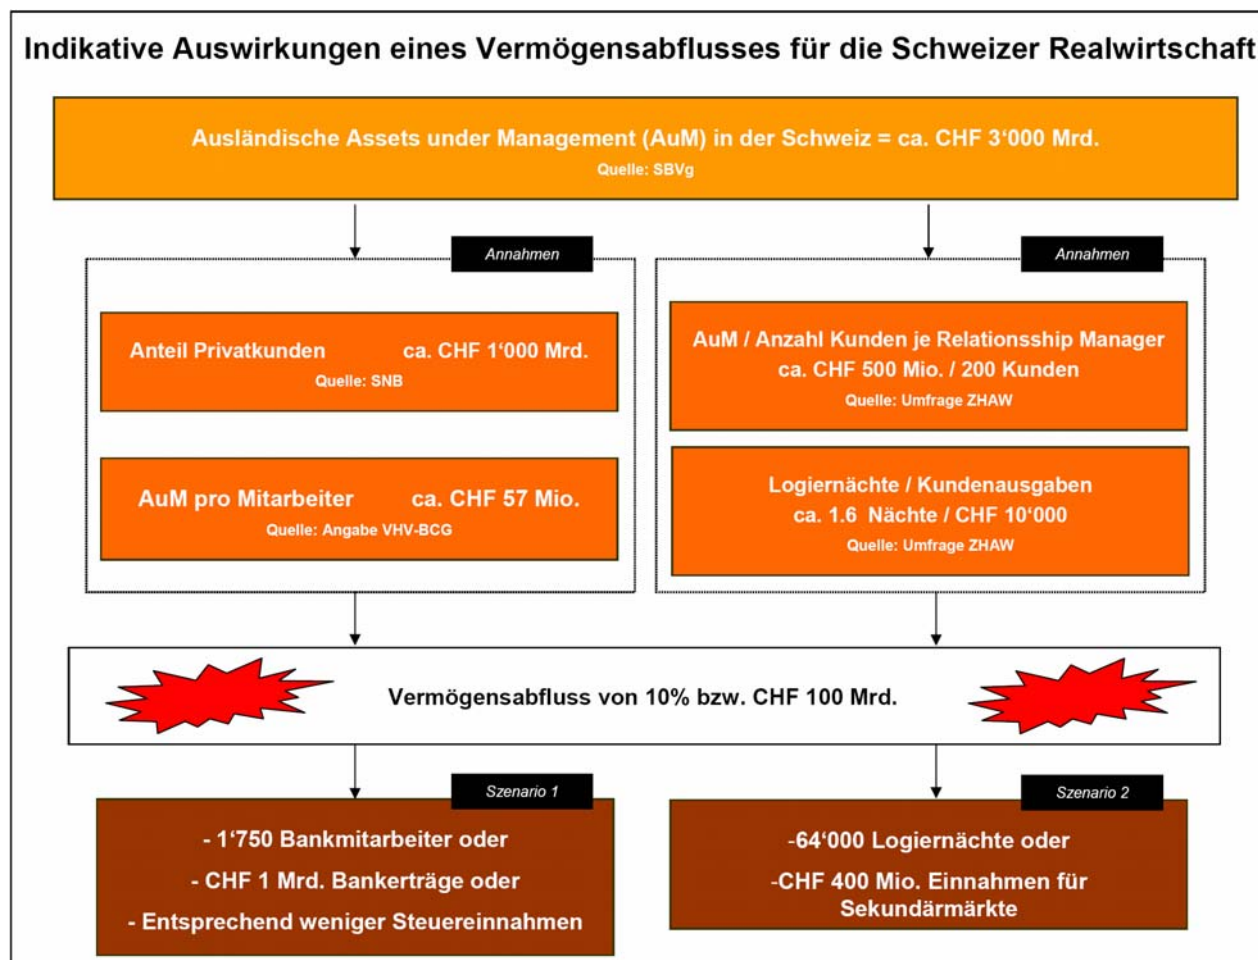 Indikative Auswirkungen eines Vermögensabflusses für die Schweizer Realwirtschaft
Ausländische Assets under Management (AuM) in der Schweiz = ca. CHF 3‘000 Mrd.
Quelle: SBVg
Annahmen
Anteil Privatkunden ca. CHF 1‘000 Mrd.
Quelle: SNB
AuM pro Mitarbeiter ca. CHF 57 Mio.
Quelle: Angabe VHV-BCG
Annahmen
AuM / Anzahl Kunden je Relationsship Manager
ca. CHF 500 Mio. / 200 Kunden
Quelle: Umfrage ZHAW
Logiernächte / Kundenausgaben
ca. 1.6 Nächte / CHF 10‘000
Quelle: Umfrage ZHAW
Vermögensabfluss von 10% bzw. CHF 100 Mrd.
Szenario 1
- 1‘750 Bankmitarbeiter oder
- CHF 1 Mrd. Bankerträge oder
- Entsprechend weniger Steuereinnahmen
Szenario 2
-64‘000 Logiernächte oder
-CHF 400 Mio. Einnahmen für
Sekundärmärkte